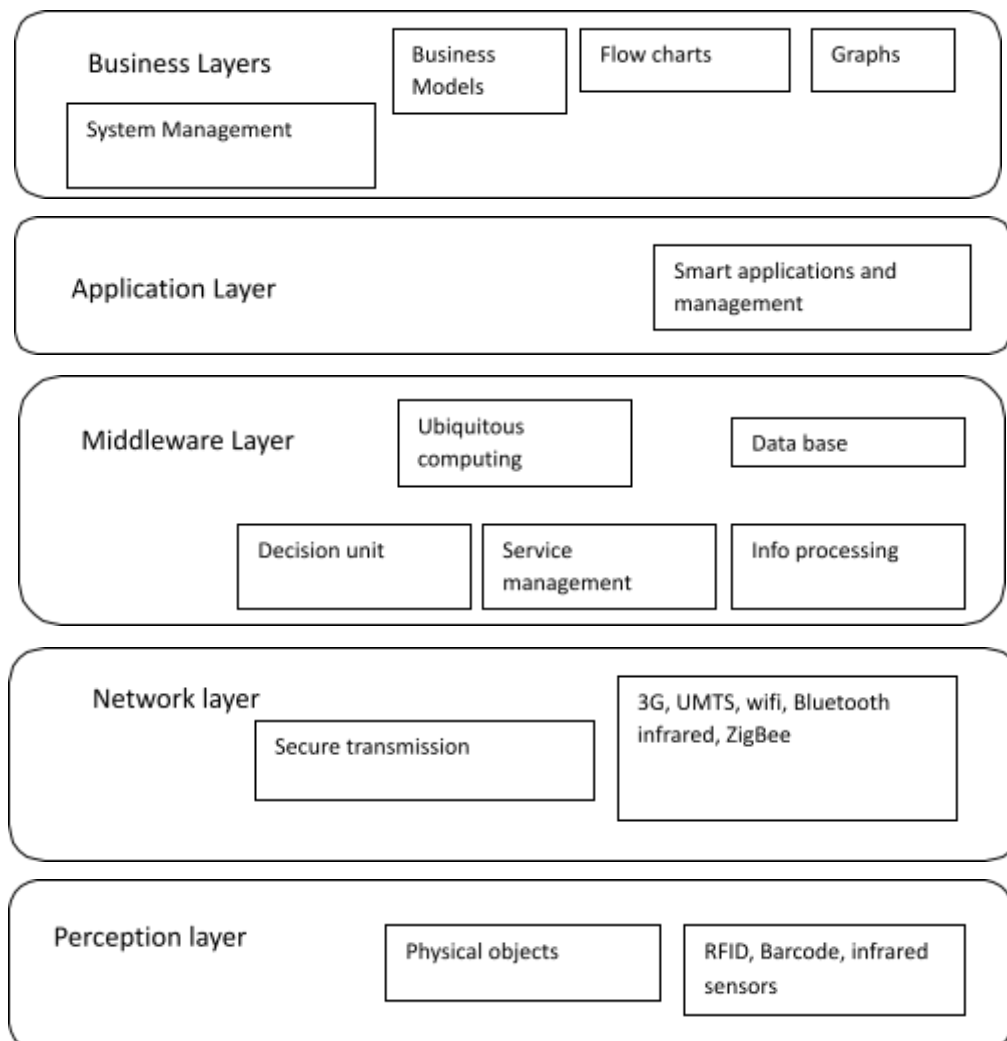 Business Layers
Business
Models
Flow charts
Graphs
System Management
Application Layer
Smart applications and
management
Middleware Layer
Ubiquitous
computing
Data base
Decision unit
Service
management
Info processing
Network layer
Secure transmission
3G, UMTS, wifi, Bluetooth
infrared, ZigBee
Perception layer
Physical objects
RFID, Barcode, infrared
sensors